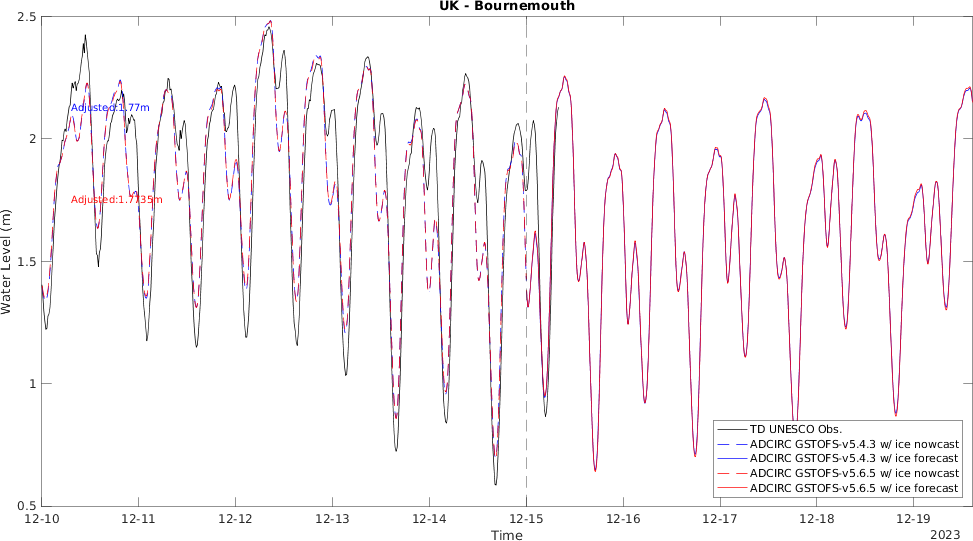 UK - Bournemouth
2.5
2
1.5
1
0.5
Water Level (m)
Adjusted:1.77m
Adjusted:1.7735m
TD UNESCO Obs.
ADCIRC GSTOFS-v5.4.3 w/ ice nowcast
ADCIRC GSTOFS-v5.4.3 w/ ice forecast
ADCIRC GSTOFS-v5.6.5 w/ ice nowcast
ADCIRC GSTOFS-v5.6.5 w/ ice forecast
12-10 12-11 12-12 12-13 12-14 12-15 12-16 12-17 12-18 12-19
Time
2023